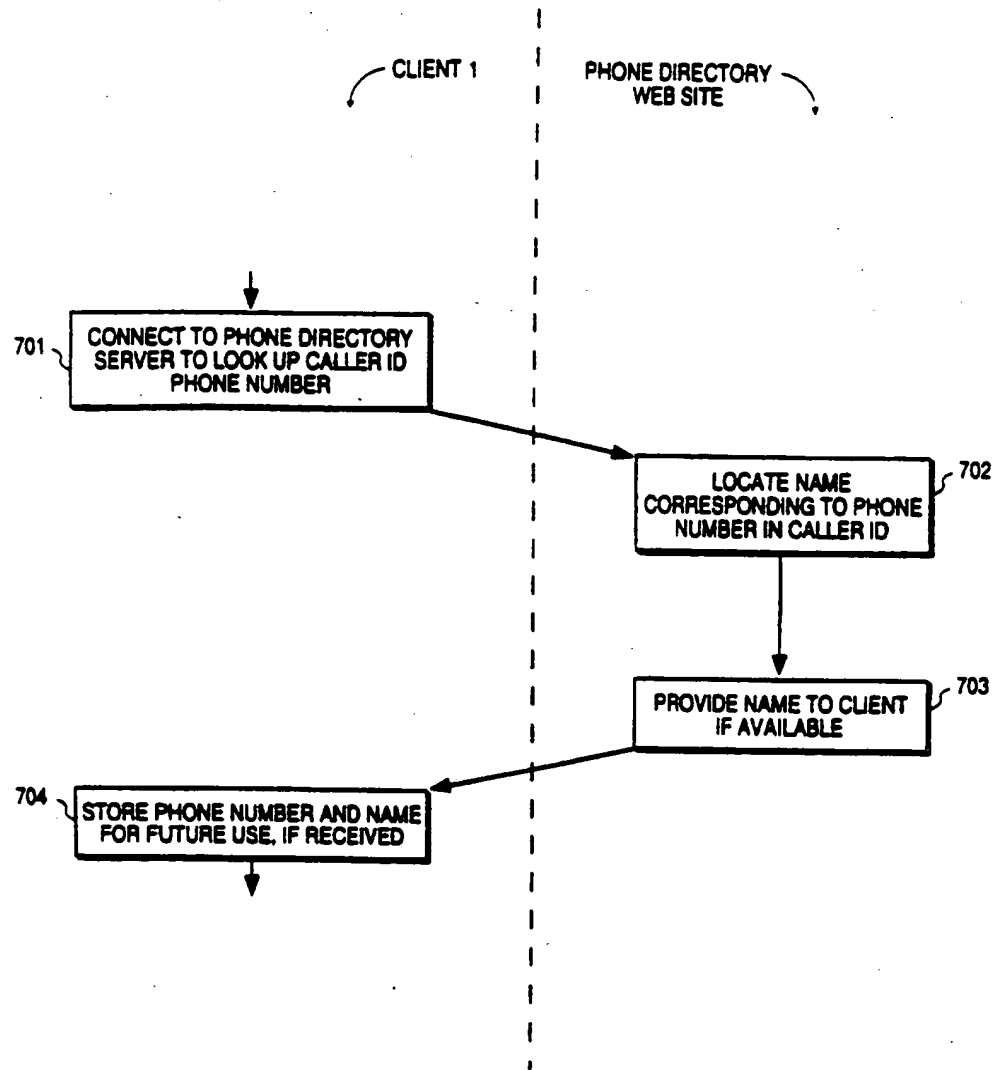 CLIENT 1
PHONE DIRECTORY
WEB SITE
701
CONNECT TO PHONE DIRECTORY
SERVER TO LOOK UP CALLER ID
PHONE NUMBER
702
LOCATE NAME
CORRESPONDING TO PHONE
NUMBER IN CALLER ID
703
PROVIDE NAME TO CLIENT
IF AVAILABLE
704
STORE PHONE NUMBER AND NAME
FOR FUTURE USE, IF RECEIVED